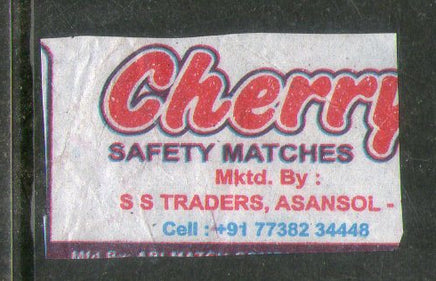 Cherry
SAFETY MATCHES
Mktd. By :
S S TRADERS, ASANSOL -
Cell : +91 77382 34448